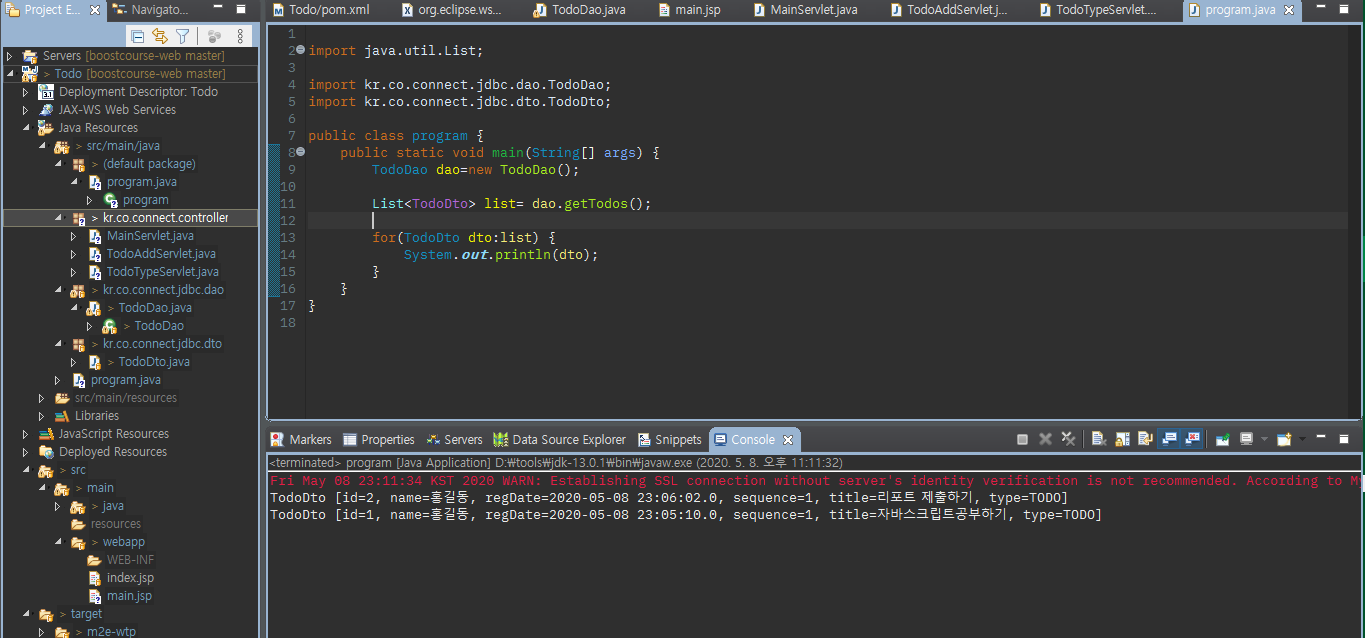 Project E...
Navigato...
Todo/pom.xml
org.eclipse.ws...
TodoDao.java
main.jsp
MainServlet.java
TodoAddServlet.j...
TodoTypeServlet....
program.java
Servers [boostcourse-web master]
> Todo [boostcourse-web master]
Deployment Descriptor: Todo
JAX-WS Web Services
Java Resources
> src/main/java
> (default package)
program.java
program
> kr.co.connect.controller
MainServlet.java
TodoAddServlet.java
TodoTypeServlet.java
> kr.co.connect.jdbc.dao
> TodoDao.java
> TodoDao
> kr.co.connect.jdbc.dto
> TodoDto.java
program.java
src/main/resources
Libraries
JavaScript Resources
Deployed Resources
> src
> main
> java
resources
> webapp
WEB-INF
index.jsp
main.jsp
> target
> m2e-wtp
1
2 import java.util.List;
3
4 import kr.co.connect.jdbc.dao.TodoDao;
5 import kr.co.connect.jdbc.dto.TodoDto;
6
7 public class program {
8 public static void main(String[] args) {
9 TodoDao dao=new TodoDao();
10
11 List<TodoDto> list= dao.getTodos();
12
13 for(TodoDto dto:list) {
14 System.out.println(dto);
15 }
16 }
17 }
18
Markers
Properties
Servers
Data Source Explorer
Snippets
Console
<terminated> program [Java Application] D:₩tools₩jdk-13.0.1₩bin₩javaw.exe (2020. 5. 8. 오후 11:11:32)
Fri May 08 23:11:34 KST 2020 WARN: Establishing SSL connection without server's identity verification is not recommended. According to My
TodoDto [id=2, name=홍길동, regDate=2020-05-08 23:06:02.0, sequence=1, title=리포트 제출하기, type=TODO]
TodoDto [id=1, name=홍길동, regDate=2020-05-08 23:05:10.0, sequence=1, title=자바스크립트공부하기, type=TODO]